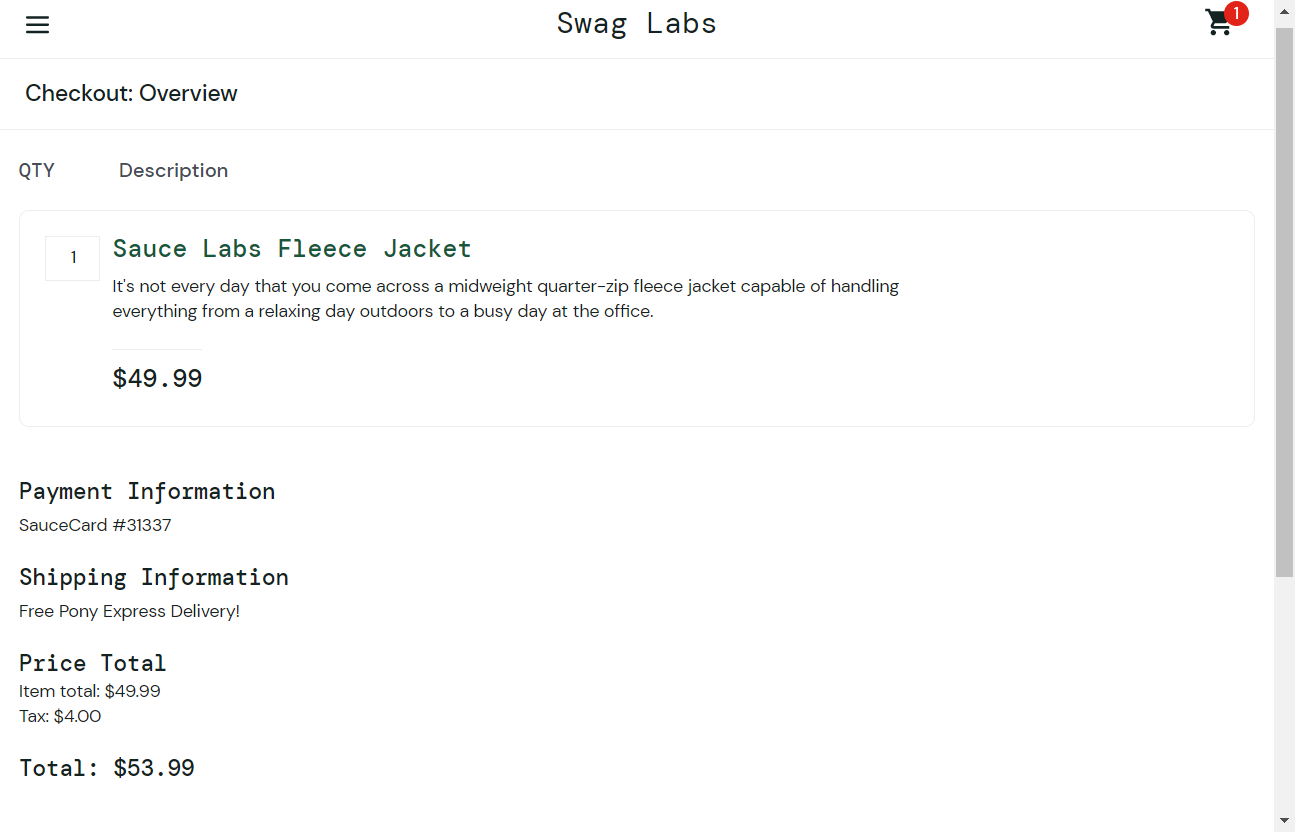 Swag Labs
1
Checkout: Overview
QTY Description
1
Sauce Labs Fleece Jacket
It's not every day that you come across a midweight quarter-zip fleece jacket capable of handling
everything from a relaxing day outdoors to a busy day at the office.
$49.99
Payment Information
SauceCard #31337
Shipping Information
Free Pony Express Delivery!
Price Total
Item total: $49.99
Tax: $4.00
Total: $53.99